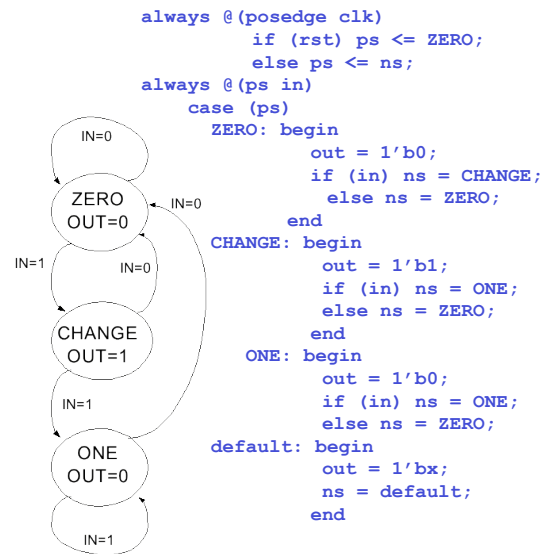 always @(posedge clk)
if (rst) ps <= ZERO;
else ps <= ns;
always @(ps in)
case (ps)
ZERO: begin
out = 1'b0;
if (in) ns = CHANGE;
else ns = ZERO;
end
CHANGE: begin
out = 1'b1;
if (in) ns = ONE;
else ns = ZERO;
end
ONE: begin
out = 1'b0;
if (in) ns = ONE;
else ns = ZERO;
default: begin
out = 1'bx;
ns = default;
end
IN=0
ZERO
OUT=0
IN=0
IN=1
IN=0
CHANGE
OUT=1
IN=1
ONE
OUT=0
IN=1